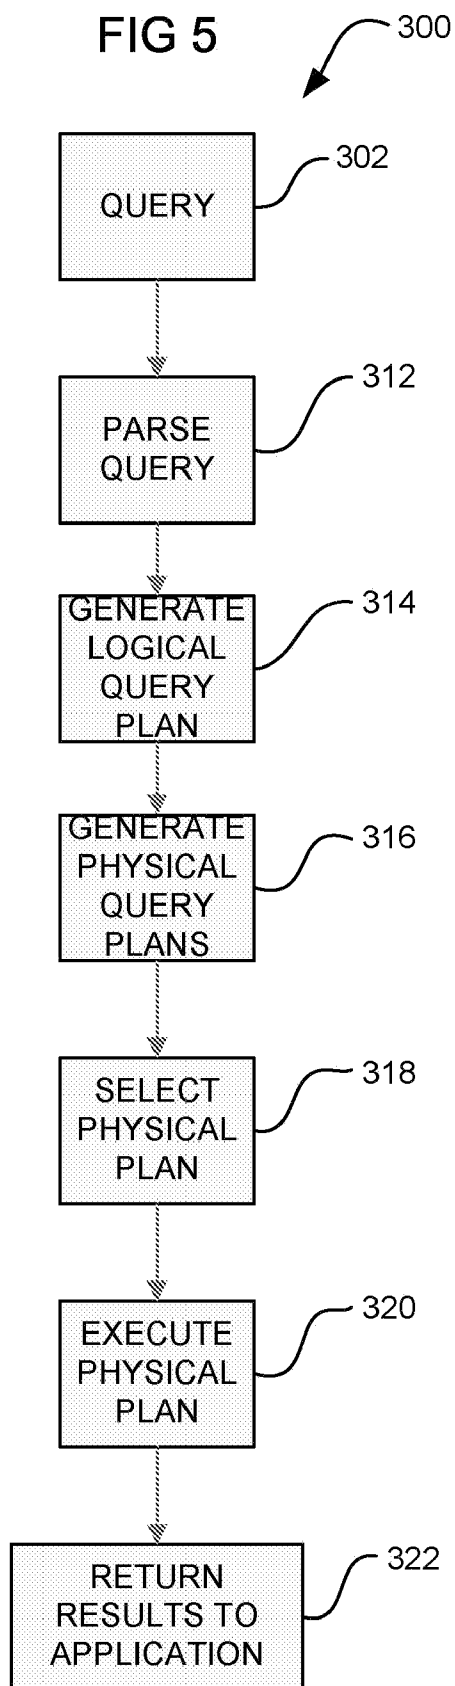 FIG 5
300
QUERY
302
PARSE
QUERY
312
GENERATE
LOGICAL
QUERY
PLAN
314
GENERATE
PHYSICAL
QUERY
PLANS
316
SELECT
PHYSICAL
PLAN
318
EXECUTE
PHYSICAL
PLAN
320
RETURN
RESULTS TO
APPLICATION
322